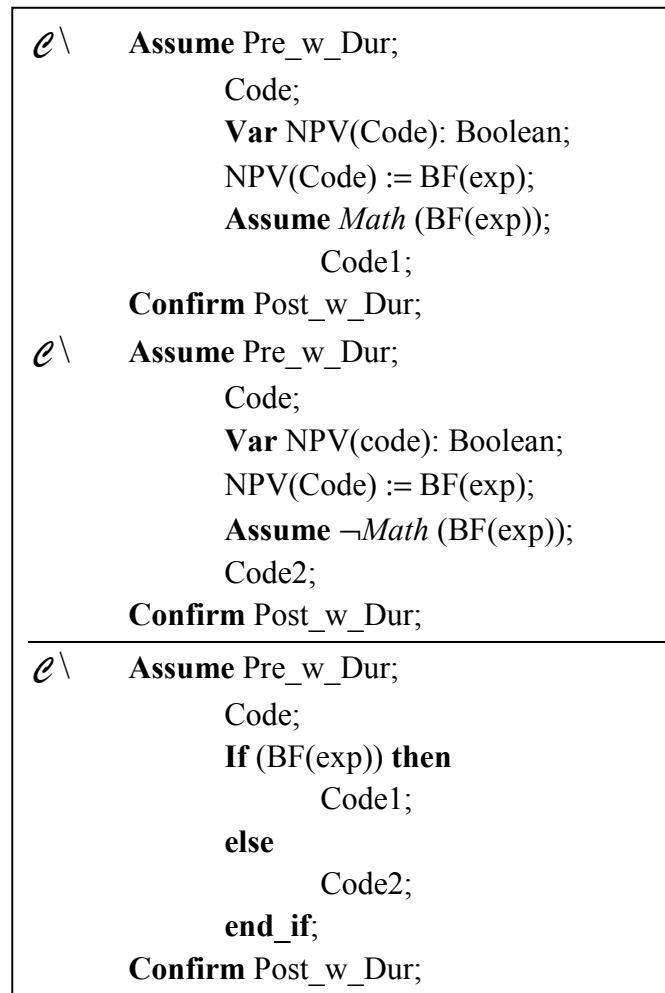 𝒞 \ Assume Pre_w_Dur;
Code;
Var NPV(Code): Boolean;
NPV(Code) := BF(exp);
Assume Math (BF(exp));
Code1;
Confirm Post_w_Dur;
𝒞 \ Assume Pre_w_Dur;
Code;
Var NPV(code): Boolean;
NPV(Code) := BF(exp);
Assume ¬Math (BF(exp));
Code2;
Confirm Post_w_Dur;
𝒞 \ Assume Pre_w_Dur;
Code;
If (BF(exp)) then
Code1;
else
Code2;
end_if;
Confirm Post_w_Dur;